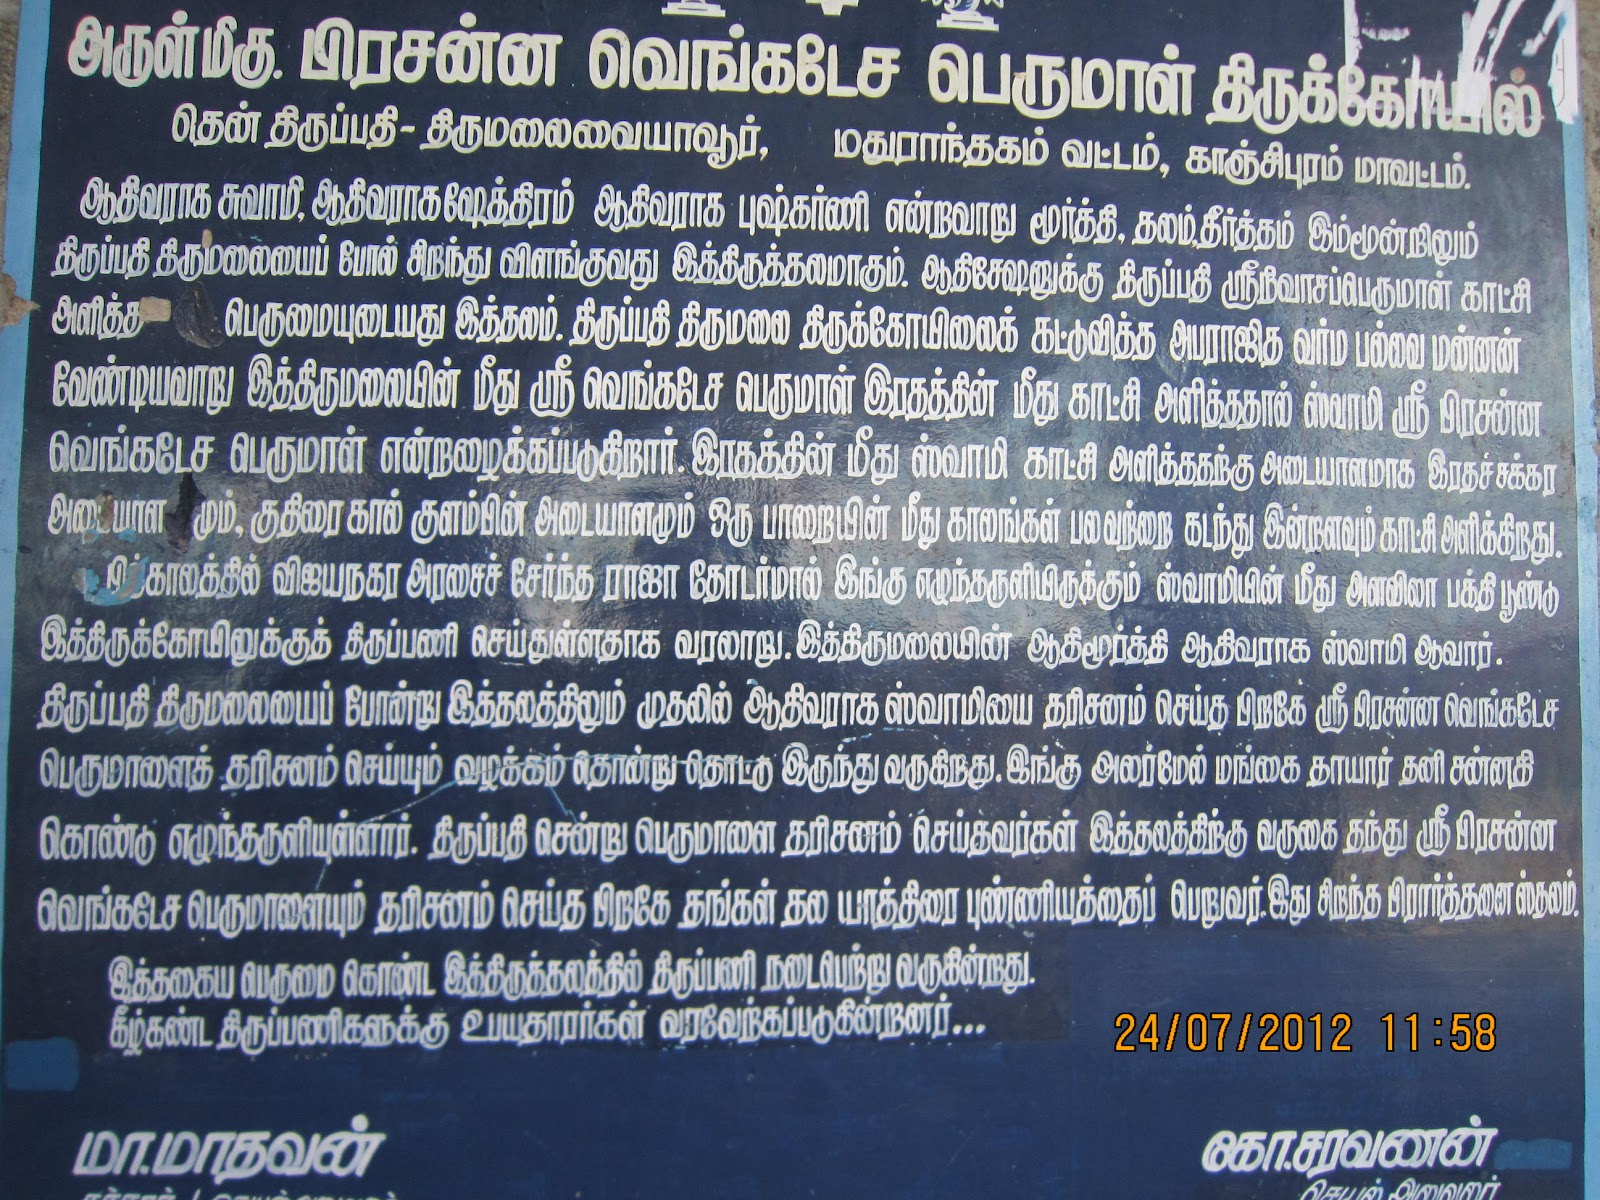 அருள்மிகு. பிரசன்ன வெங்கடேச பெருமாள் திருக்கோயில்
தென் திருப்பதி - திருமலைவையாவூர், மதுராந்தகம் வட்டம், காஞ்சிபுரம் மாவட்டம்.
ஆதிவராக சுவாமி, ஆதிவராகஷேத்திரம் ஆதிவராக புஷ்கர்ணி என்றவாறு மூர்த்தி, தலம்,தீர்த்தம் இம்மூன்றிலும்
திருப்பதி திருமலையைப் போல் சிறந்து விளங்குவது இத்திருத்தலமாகும். ஆதிசேஷனுக்கு திருப்பதி ஸ்ரீநிவாசப்பெருமாள் காட்சி
அளித்த பெருமையுடையது இத்தலம். திருப்பதி திருமலை திருக்கோயிலைக் கட்டுவித்த அபராஜித வர்ம பல்லவ மன்னன்
வேண்டியவாறு இத்திருமலையின் மீது ஸ்ரீ வெங்கடேச பெருமாள் இரதத்தின் மீது காட்சி அளித்ததால் ஸ்வாமி ஸ்ரீ பிரசன்ன
வெங்கடேச பெருமாள் என்றழைக்கப்படுகிறார். இரதத்தின் மீது ஸ்வாமி காட்சி அளித்ததற்கு அடையாளமாக இரதச்சக்கர
முும், குதிரை கால் குளம்பின் அடையாளமும் ஒரு பாறையின் மீது காலங்கள் பலவற்றை கடந்து இன்றளவும் காட்சி அளிக்கிறது.
பிற்காலத்தில் விஜயநகர அரசைச் சேர்ந்த ராஜா தோடர்மால் இங்கு எழுந்தருளியிருக்கும் ஸ்வாமியின் மீது அளவிலா பக்தி பூண்டு
இத்திருக்கோயிலுக்குத் திருப்பணி செய்துள்ளதாக வரலாறு. இத்திருமலையின் ஆதிமூர்த்தி ஆதிவராக ஸ்வாமி ஆவார்.
திருப்பதி திருமலையைப் போன்று இத்தலத்திலும் முதலில் ஆதிவராக ஸ்வாமியை தரிசனம் செய்த பிறகே ஸ்ரீ பிரசன்ன வெங்கடேச
பெருமாளைத் தரிசனம் செய்யும் வழக்கம் தொன்று தொட்டு இருந்து வருகிறது. இங்கு அலர்மேல் மங்கை தாயார் தனி சன்னதி
கொண்டு எழுந்தருளியுள்ளார். திருப்பதி சென்று பெருமாளை தரிசனம் செய்தவர்கள் இத்தலத்திற்கு வருகை தந்து ஸ்ரீ பிரசன்ன
வெங்கடேச பெருமாளையும் தரிசனம் செய்த பிறகே தங்கள் தல யாத்திரை புண்ணியத்தைப் பெறுவர். இது சிறந்த பிரார்த்தனை ஸ்தலம்.
இத்தகைய பெருமை கொண்ட இத்திருத்தலத்தில் திருப்பணி நடைபெற்று வருகின்றது.
கீழ்கண்ட திருப்பணிகளுக்கு உபயதாரர்கள் வரவேற்கப்படுகின்றனர்...
24/07/2012 11:58
மா.மாதவன்
கோ.சரவணன்